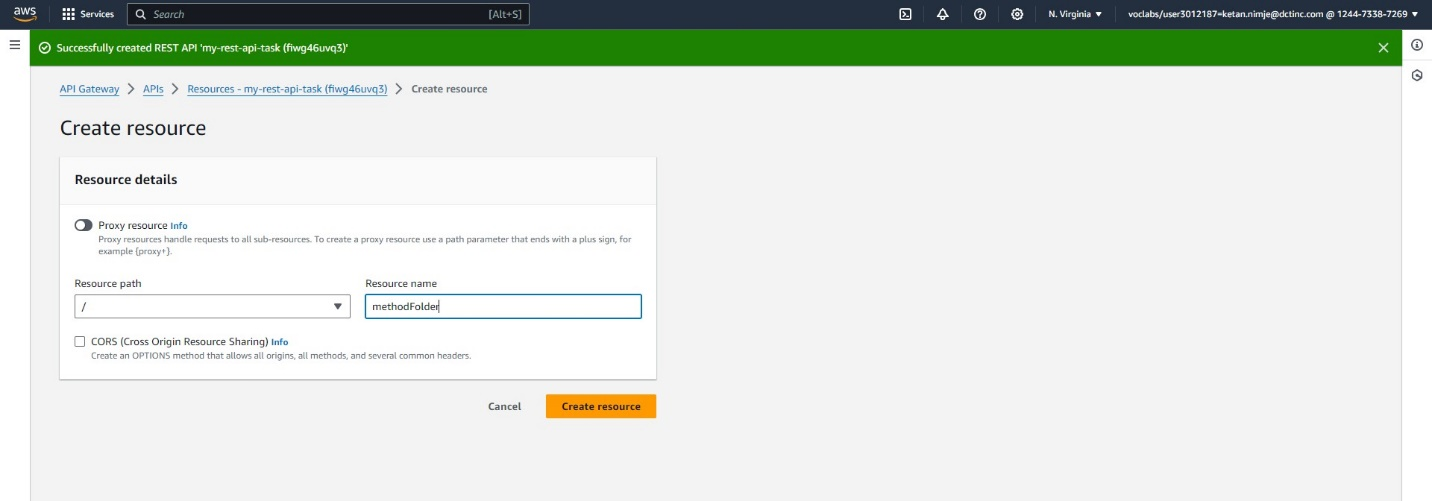 aws Services Search [Alt+S] N. Virginia ▼ voclabs/user3012187=ketan.nimje@dctinc.com @ 1244-7338-7269 ▼
Successfully created REST API 'my-rest-api-task (fiwg46uvq3)'
API Gateway > APIs > Resources - my-rest-api-task (fiwg46uvq3) > Create resource
Create resource
Resource details
Proxy resource Info
Proxy resources handle requests to all sub-resources. To create a proxy resource use a path parameter that ends with a plus sign, for
example {proxy+}.
Resource path Resource name
/ methodFolder
CORS (Cross Origin Resource Sharing) Info
Create an OPTIONS method that allows all origins, all methods, and several common headers.
Cancel Create resource